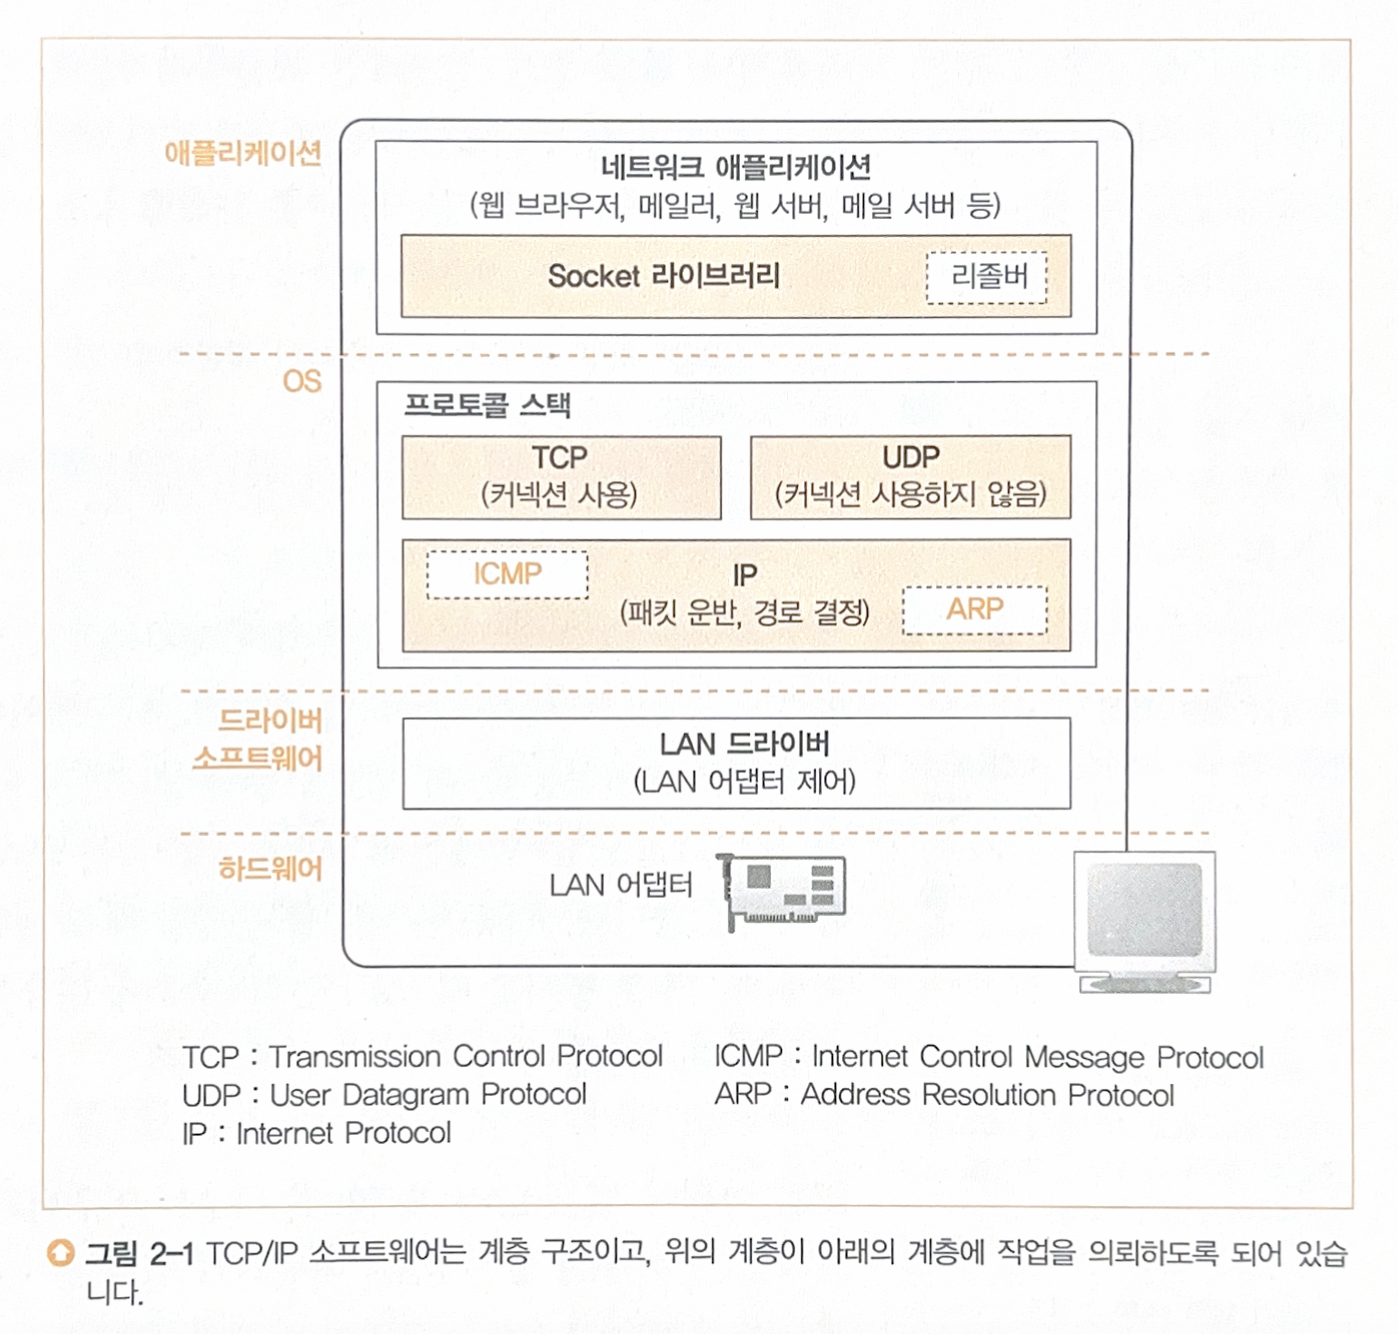 애플리케이션
네트워크 애플리케이션
(웹 브라우저, 메일러, 웹 서버, 메일 서버 등)
Socket 라이브러리
리졸버
OS
프로토콜 스택
TCP
(커넥션 사용)
UDP
(커넥션 사용하지 않음)
ICMP
IP
(패킷 운반, 경로 결정)
ARP
드라이버
소프트웨어
LAN 드라이버
(LAN 어댑터 제어)
하드웨어
LAN 어댑터
TCP : Transmission Control Protocol
ICMP : Internet Control Message Protocol
UDP : User Datagram Protocol
ARP : Address Resolution Protocol
IP : Internet Protocol
그림 2-1 TCP/IP 소프트웨어는 계층 구조이고, 위의 계층이 아래의 계층에 작업을 의뢰하도록 되어 있습
니다.